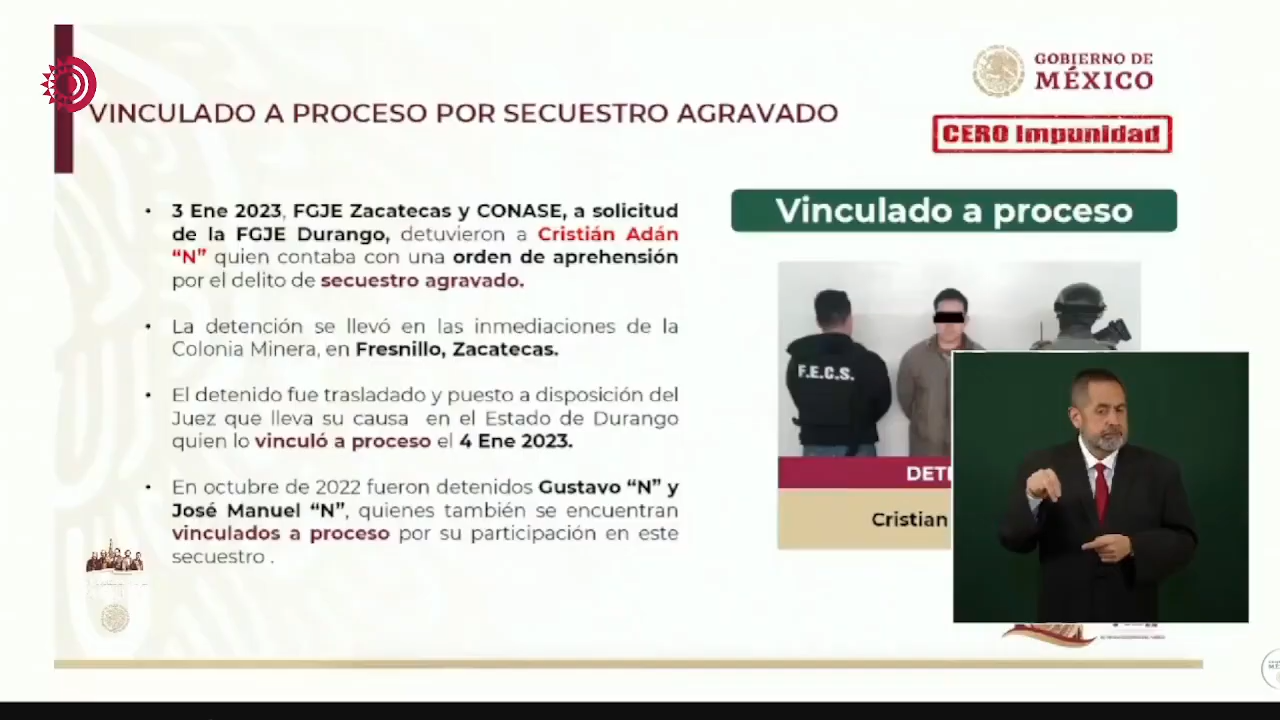 GOBIERNO DE
MÉXICO
VINCULADO A PROCESO POR SECUESTRO AGRAVADO
CERO Impunidad
• 3 Ene 2023, FGJE Zacatecas y CONASE, a solicitud
de la FGJE Durango, detuvieron a Cristián Adán
“N” quien contaba con una orden de aprehensión
por el delito de secuestro agravado.
• La detención se llevó en las inmediaciones de la
Colonia Minera, en Fresnillo, Zacatecas.
• El detenido fue trasladado y puesto a disposición del
Juez que lleva su causa en el Estado de Durango
quien lo vinculó a proceso el 4 Ene 2023.
• En octubre de 2022 fueron detenidos Gustavo “N” y
José Manuel “N”, quienes también se encuentran
vinculados a proceso por su participación en este
secuestro .
Vinculado a proceso
F.E.C.S.
Cristian